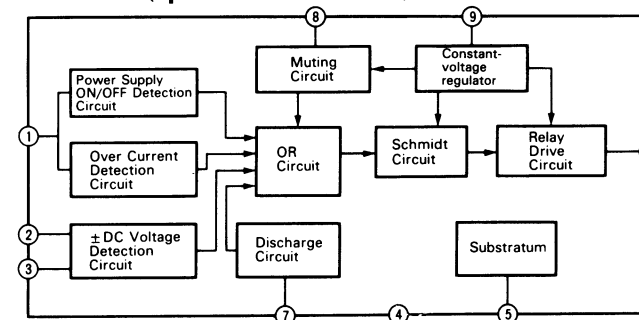 8
9
Muting
Circuit
Constant-
voltage
regulator
Power Supply
ON/OFF Detection
Circuit
1
Over Current
Detection
Circuit
OR
Circuit
Schmidt
Circuit
Relay
Drive
Circuit
2
3
± DC Voltage
Detection
Circuit
Discharge
Circuit
Substratum
7
4
5